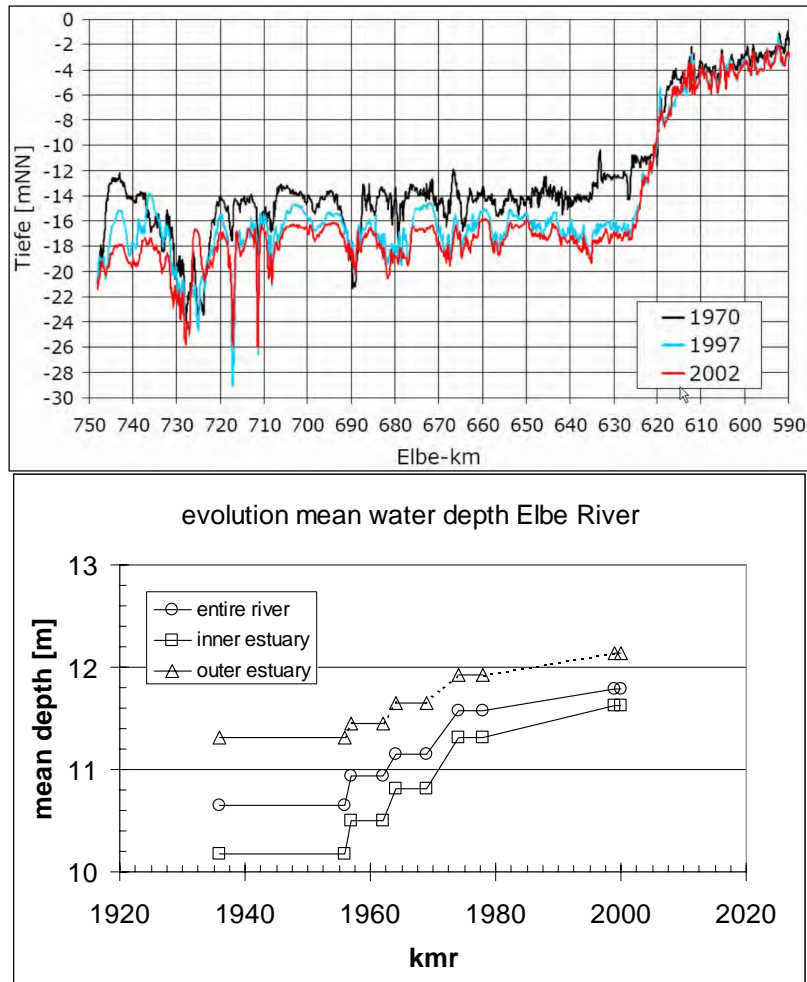 0
-2
-4
-6
-8
-10
-12
-14
-16
-18
-20
-22
-24
-26
-28
-30
Tiefe [mNN]
1970
1997
2002
750 740 730 720 710 700 690 680 670 660 650 640 630 620 610 600 590
Elbe-km
evolution mean water depth Elbe River
13
12
11
10
mean depth [m]
entire river
inner estuary
outer estuary
1920 1940 1960 1980 2000 2020
kmr